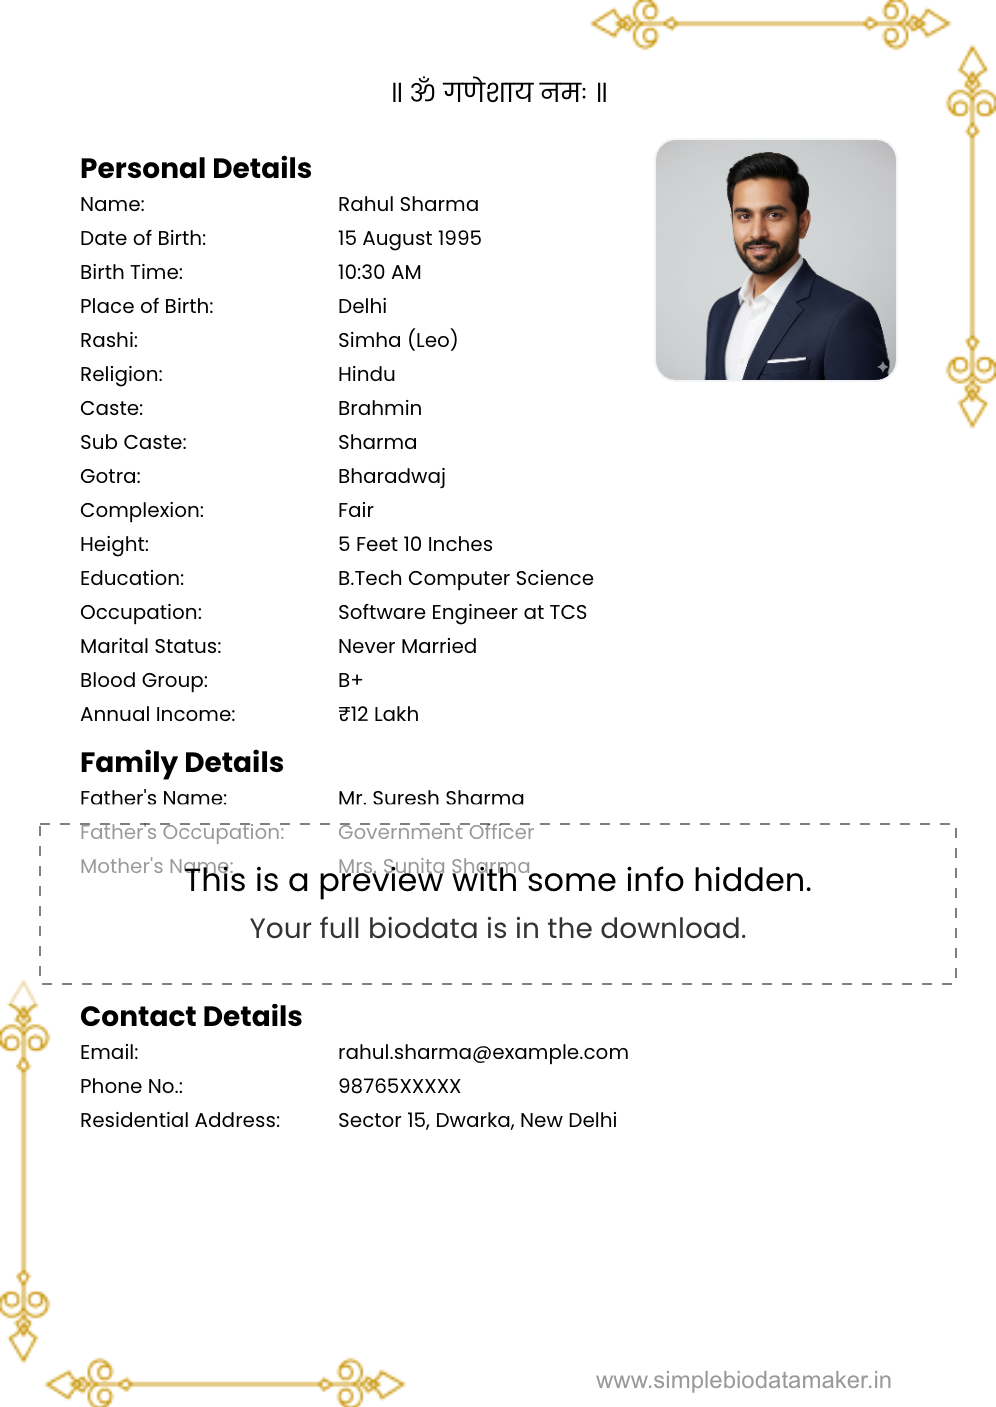 ॥ ॐ गणेशाय नमः ॥
Personal Details
Name: Rahul Sharma
Date of Birth: 15 August 1995
Birth Time: 10:30 AM
Place of Birth: Delhi
Rashi: Simha (Leo)
Religion: Hindu
Caste: Brahmin
Sub Caste: Sharma
Gotra: Bharadwaj
Complexion: Fair
Height: 5 Feet 10 Inches
Education: B.Tech Computer Science
Occupation: Software Engineer at TCS
Marital Status: Never Married
Blood Group: B+
Annual Income: ₹12 Lakh
Family Details
Father's Name: Mr. Suresh Sharma
Father's Occupation: Government Officer
Mother's Name: Mrs. Sunita Sharma
This is a preview with some info hidden.
Your full biodata is in the download.
Contact Details
Email: rahul.sharma@example.com
Phone No.: 98765XXXXX
Residential Address: Sector 15, Dwarka, New Delhi
www.simplebiodatamaker.in